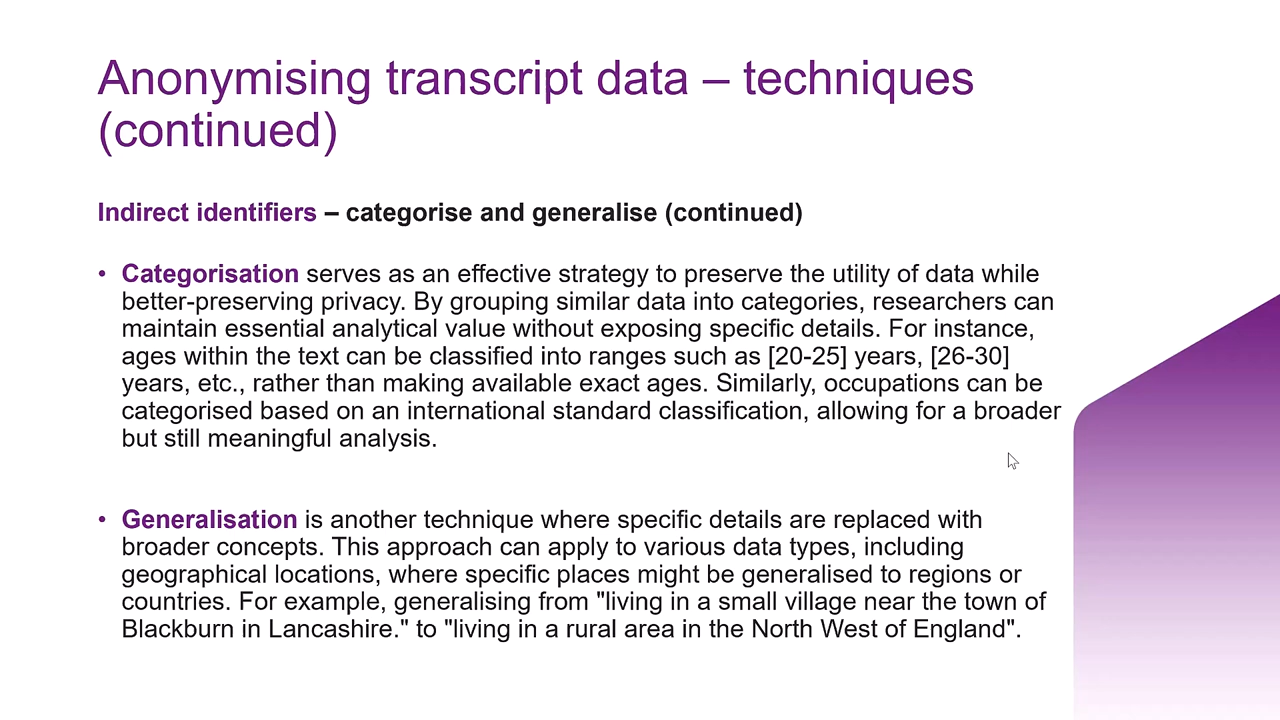 Anonymising transcript data – techniques
(continued)
Indirect identifiers – categorise and generalise (continued)
• Categorisation serves as an effective strategy to preserve the utility of data while
better-preserving privacy. By grouping similar data into categories, researchers can
maintain essential analytical value without exposing specific details. For instance,
ages within the text can be classified into ranges such as [20-25] years, [26-30]
years, etc., rather than making available exact ages. Similarly, occupations can be
categorised based on an international standard classification, allowing for a broader
but still meaningful analysis.
• Generalisation is another technique where specific details are replaced with
broader concepts. This approach can apply to various data types, including
geographical locations, where specific places might be generalised to regions or
countries. For example, generalising from "living in a small village near the town of
Blackburn in Lancashire." to "living in a rural area in the North West of England".